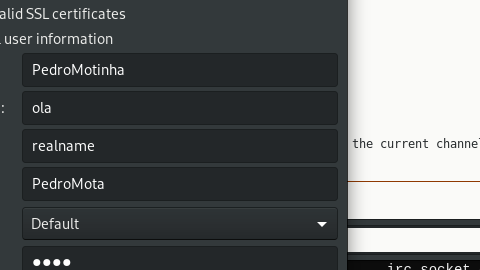 alid SSL certificates
user information
PedroMotinha
:
ola
realname
the current channel
PedroMota
Default
●●●●
irc socket